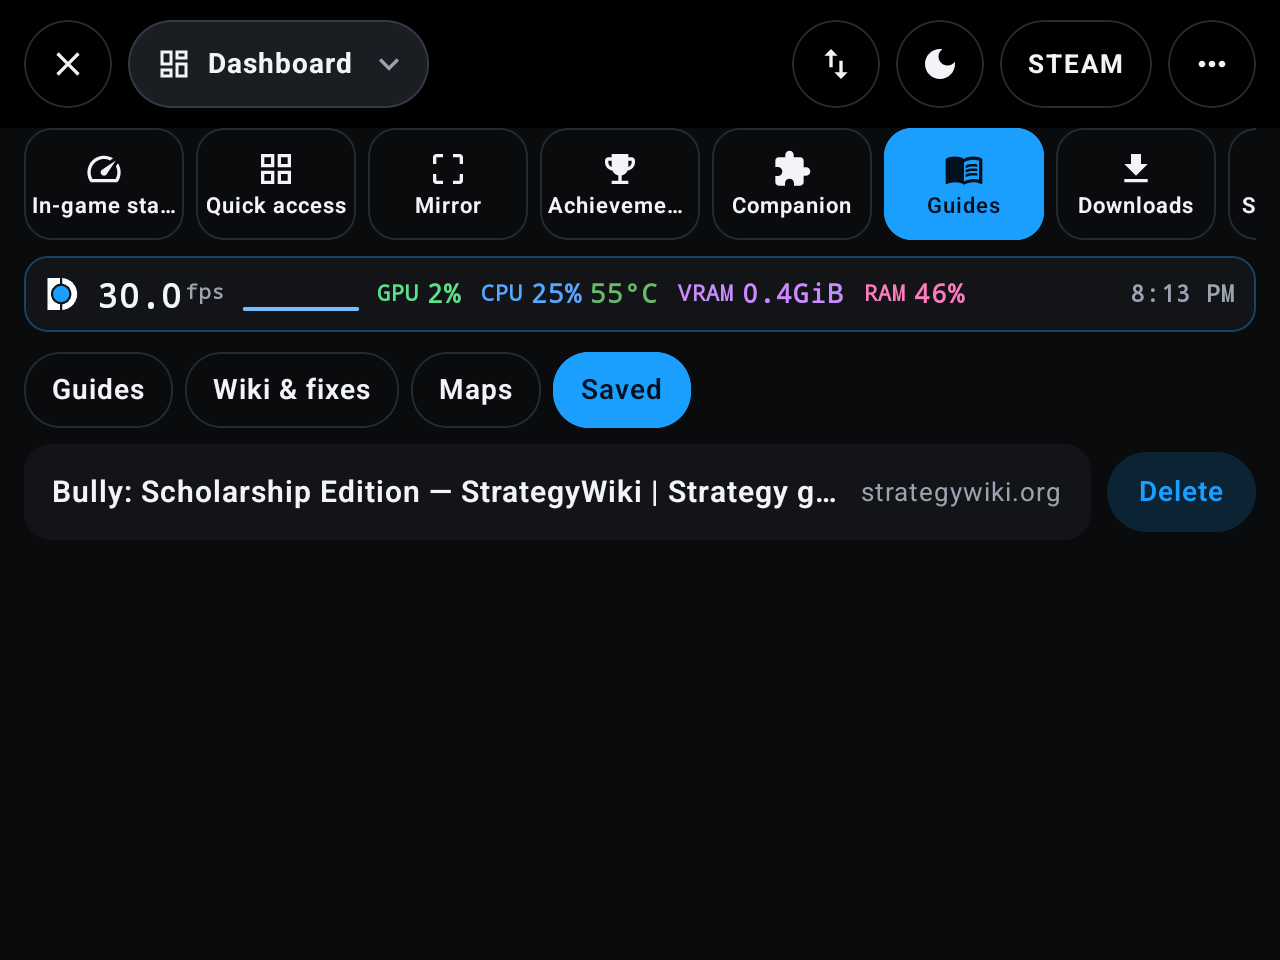 Dashboard
STEAM
In-game sta…
Quick access
Mirror
Achieveme…
Companion
Guides
Downloads
S
30.0 fps GPU 2% CPU 25% 55°C VRAM 0.4GiB RAM 46% 8:13 PM
Guides
Wiki & fixes
Maps
Saved
Bully: Scholarship Edition — StrategyWiki | Strategy g… strategywiki.org
Delete